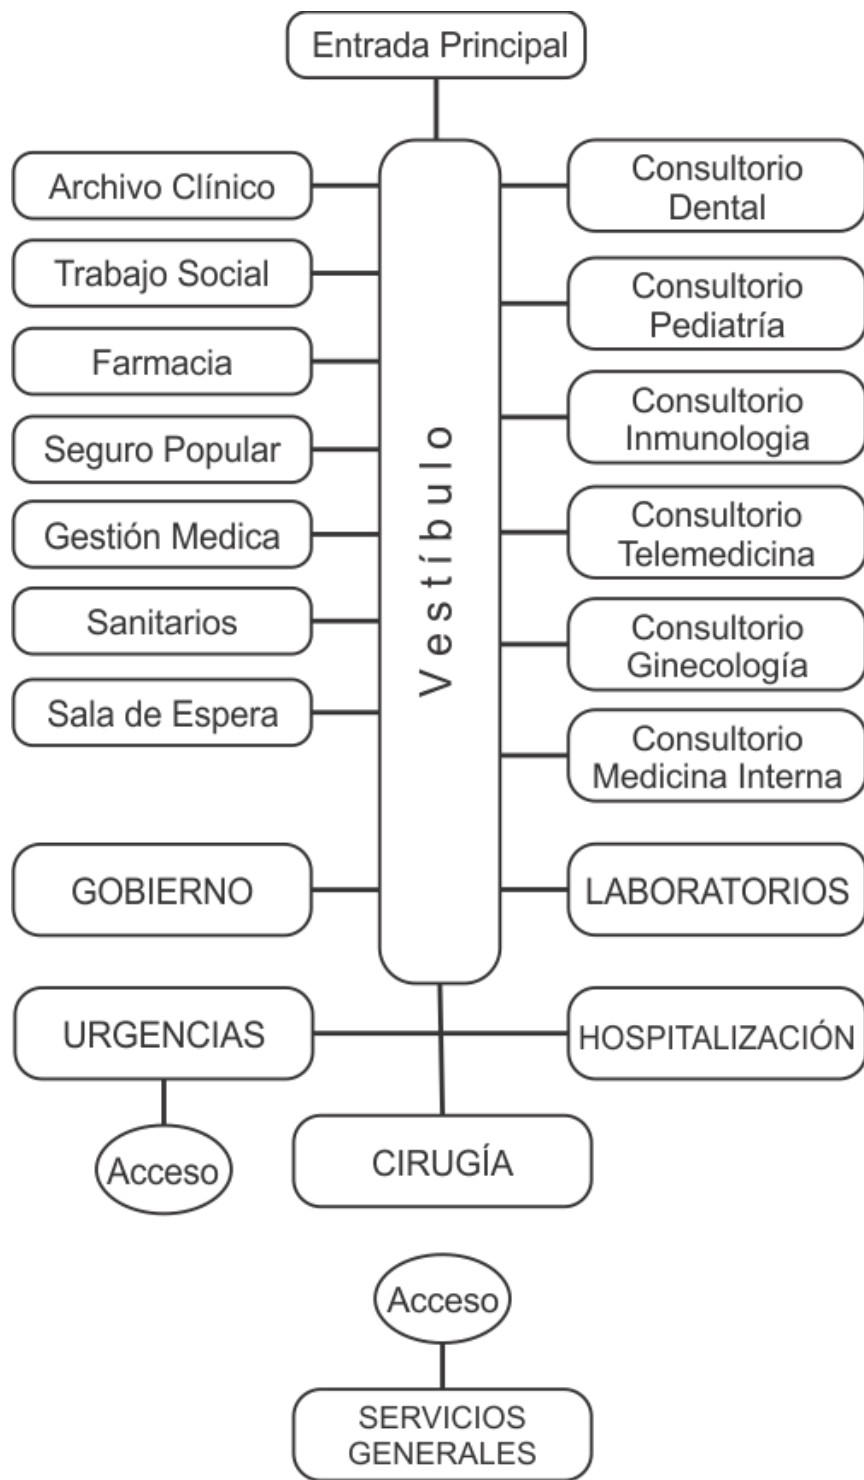 Entrada Principal
Archivo Clínico
Trabajo Social
Farmacia
Seguro Popular
Gestión Medica
Sanitarios
Sala de Espera
GOBIERNO
Vestíbulo
Consultorio
Dental
Consultorio
Pediatría
Consultorio
Inmunologia
Consultorio
Telemedicina
Consultorio
Ginecología
Consultorio
Medicina Interna
LABORATORIOS
URGENCIAS
HOSPITALIZACIÓN
Acceso
CIRUGÍA
Acceso
SERVICIOS
GENERALES